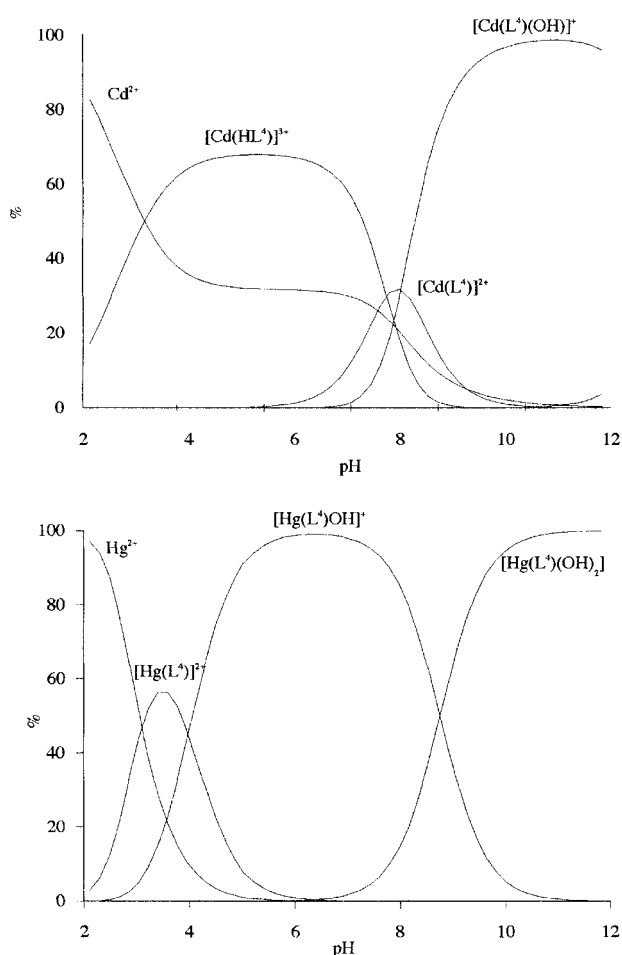 [Cd(L⁴)(OH)]⁺
100
Cd²⁺
80
[Cd(HL⁴)]³⁺
60
%
40
[Cd(L⁴)]²⁺
20
0
2 4 6 8 10 12
pH
[Hg(L⁴)OH]⁺
100
Hg²⁺
[Hg(L⁴)(OH)₂]
80
[Hg(L⁴)]²⁺
60
%
40
20
0
2 4 6 8 10 12
pH